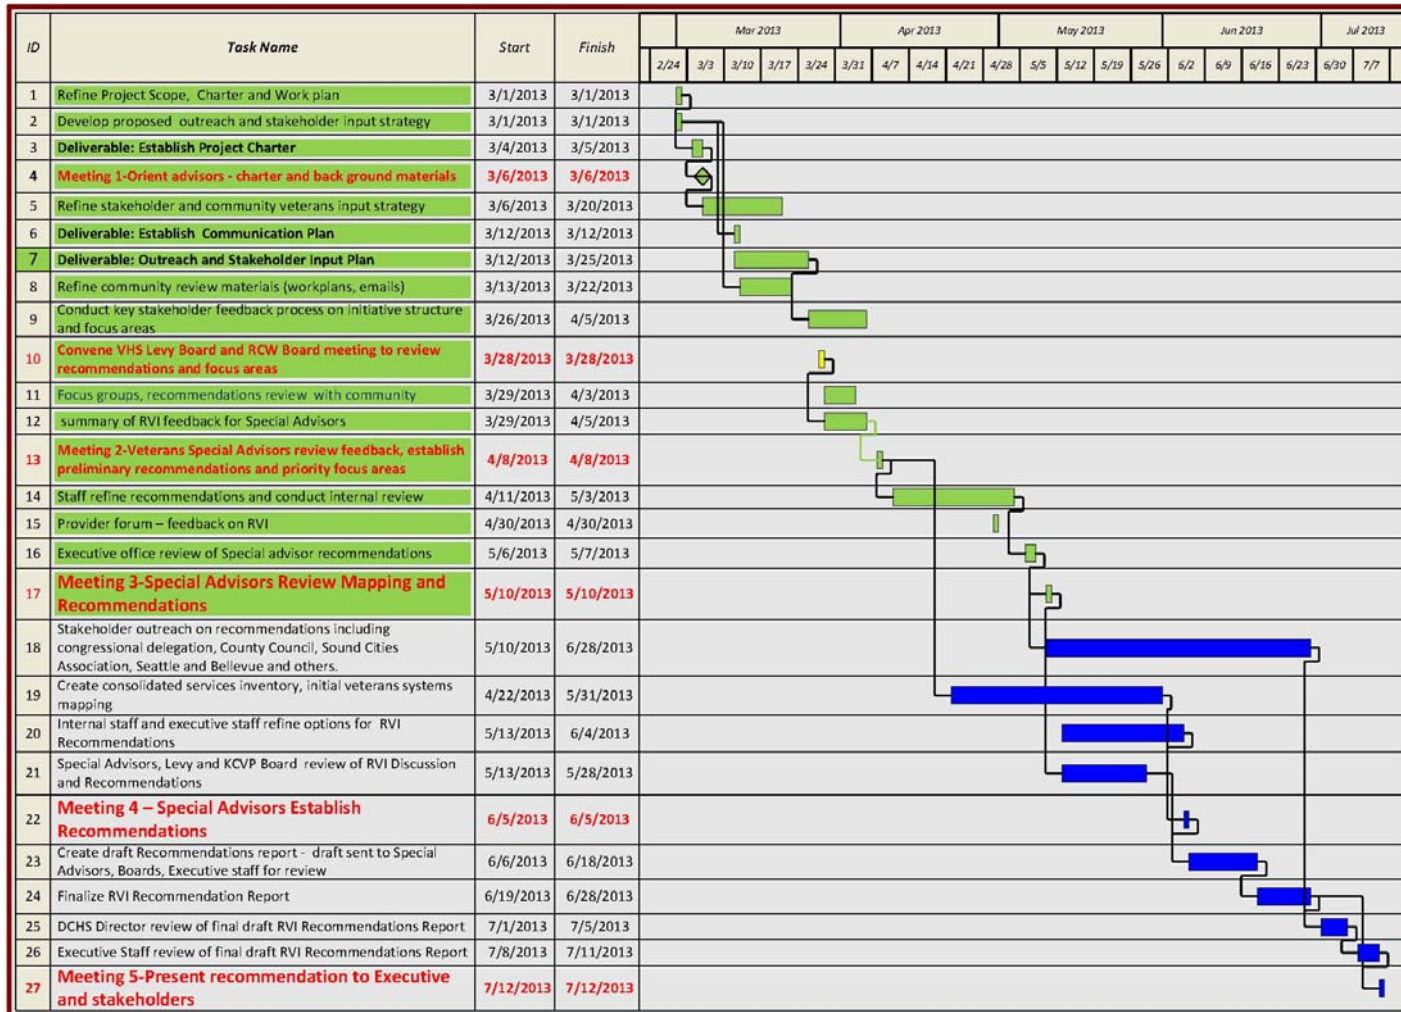 ID Task Name Start Finish Mar 2013 Apr 2013 May 2013 Jun 2013 Jul 2013
2/24 3/3 3/10 3/17 3/24 3/31 4/7 4/14 4/21 4/28 5/5 5/12 5/19 5/26 6/2 6/9 6/16 6/23 6/30 7/7
1 Refine Project Scope, Charter and Work plan 3/1/2013 3/1/2013
2 Develop proposed outreach and stakeholder input strategy 3/1/2013 3/1/2013
3 Deliverable: Establish Project Charter 3/4/2013 3/5/2013
4 Meeting 1-Orient advisors - charter and back ground materials 3/6/2013 3/6/2013
5 Refine stakeholder and community veterans input strategy 3/6/2013 3/20/2013
6 Deliverable: Establish Communication Plan 3/12/2013 3/12/2013
7 Deliverable: Outreach and Stakeholder Input Plan 3/12/2013 3/25/2013
8 Refine community review materials (workplans, emails) 3/13/2013 3/22/2013
9 Conduct key stakeholder feedback process on initiative structure
and focus areas 3/26/2013 4/5/2013
10 Convene VHS Levy Board and RCW Board meeting to review
recommendations and focus areas 3/28/2013 3/28/2013
11 Focus groups, recommendations review with community 3/29/2013 4/3/2013
12 summary of RVI feedback for Special Advisors 3/29/2013 4/5/2013
13 Meeting 2-Veterans Special Advisors review feedback, establish
preliminary recommendations and priority focus areas 4/8/2013 4/8/2013
14 Staff refine recommendations and conduct internal review 4/11/2013 5/3/2013
15 Provider forum – feedback on RVI 4/30/2013 4/30/2013
16 Executive office review of Special advisor recommendations 5/6/2013 5/7/2013
17 Meeting 3-Special Advisors Review Mapping and
Recommendations 5/10/2013 5/10/2013
18 Stakeholder outreach on recommendations including
congressional delegation, County Council, Sound Cities
Association, Seattle and Bellevue and others. 5/10/2013 6/28/2013
19 Create consolidated services inventory, initial veterans systems
mapping 4/22/2013 5/31/2013
20 Internal staff and executive staff refine options for RVI
Recommendations 5/13/2013 6/4/2013
21 Special Advisors, Levy and KCVP Board review of RVI Discussion
and Recommendations 5/13/2013 5/28/2013
22 Meeting 4 – Special Advisors Establish
Recommendations 6/5/2013 6/5/2013
23 Create draft Recommendations report - draft sent to Special
Advisors, Boards, Executive staff for review 6/6/2013 6/18/2013
24 Finalize RVI Recommendation Report 6/19/2013 6/28/2013
25 DCHS Director review of final draft RVI Recommendations Report 7/1/2013 7/5/2013
26 Executive Staff review of final draft RVI Recommendations Report 7/8/2013 7/11/2013
27 Meeting 5-Present recommendation to Executive
and stakeholders 7/12/2013 7/12/2013